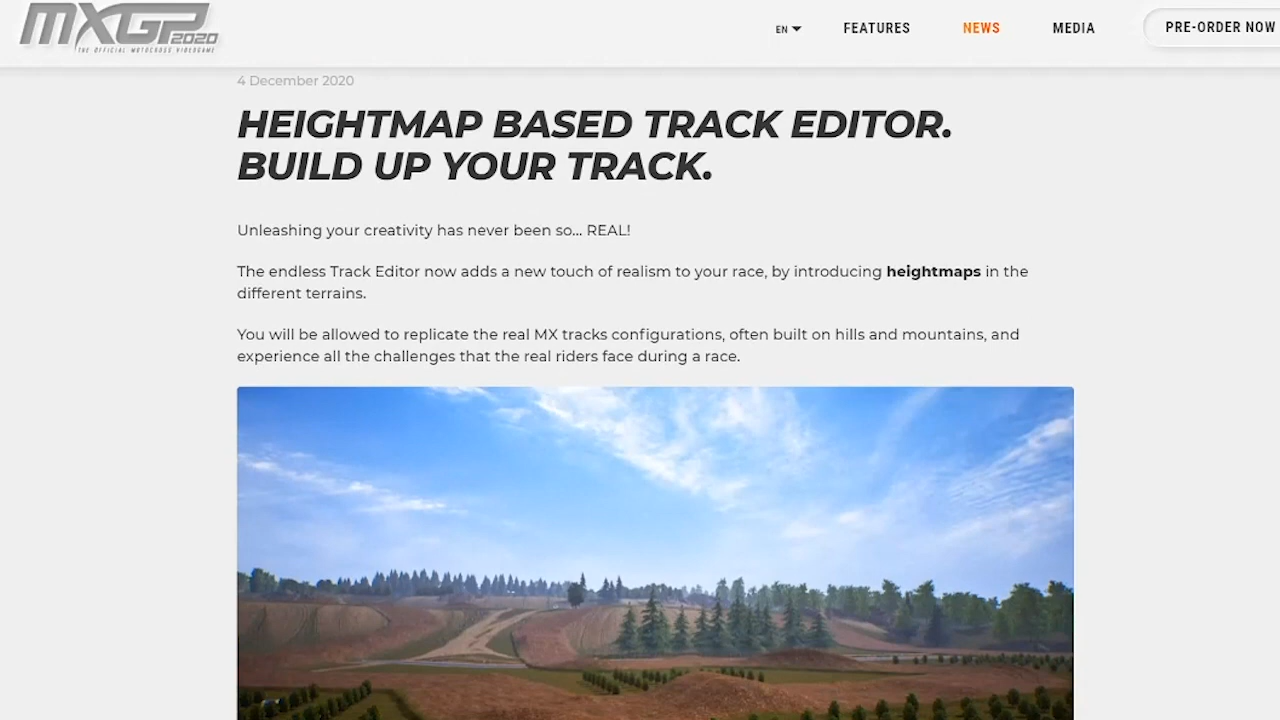 MXGP 2020
THE OFFICIAL MOTOCROSS VIDEOGAME
EN
FEATURES
NEWS
MEDIA
PRE-ORDER NOW
4 December 2020
HEIGHTMAP BASED TRACK EDITOR.
BUILD UP YOUR TRACK.
Unleashing your creativity has never been so... REAL!
The endless Track Editor now adds a new touch of realism to your race, by introducing heightmaps in the
different terrains.
You will be allowed to replicate the real MX tracks configurations, often built on hills and mountains, and
experience all the challenges that the real riders face during a race.